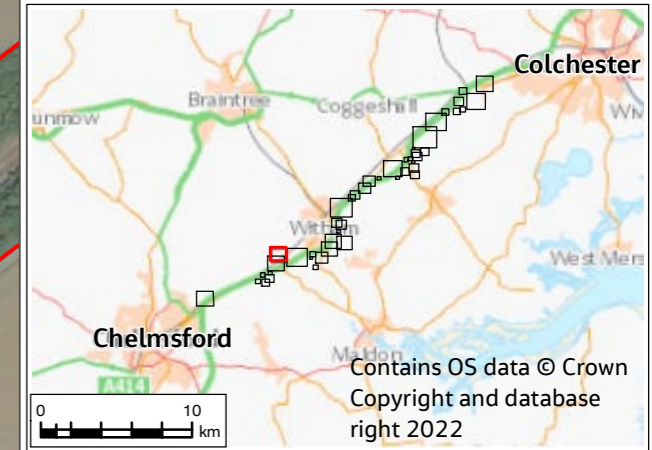 Colchester
Braintree
Coggeshall
unmow
Witham
West Mers
Chelmsford
Maldon
A414
Contains OS data © Crown
Copyright and database
right 2022
0 10
km